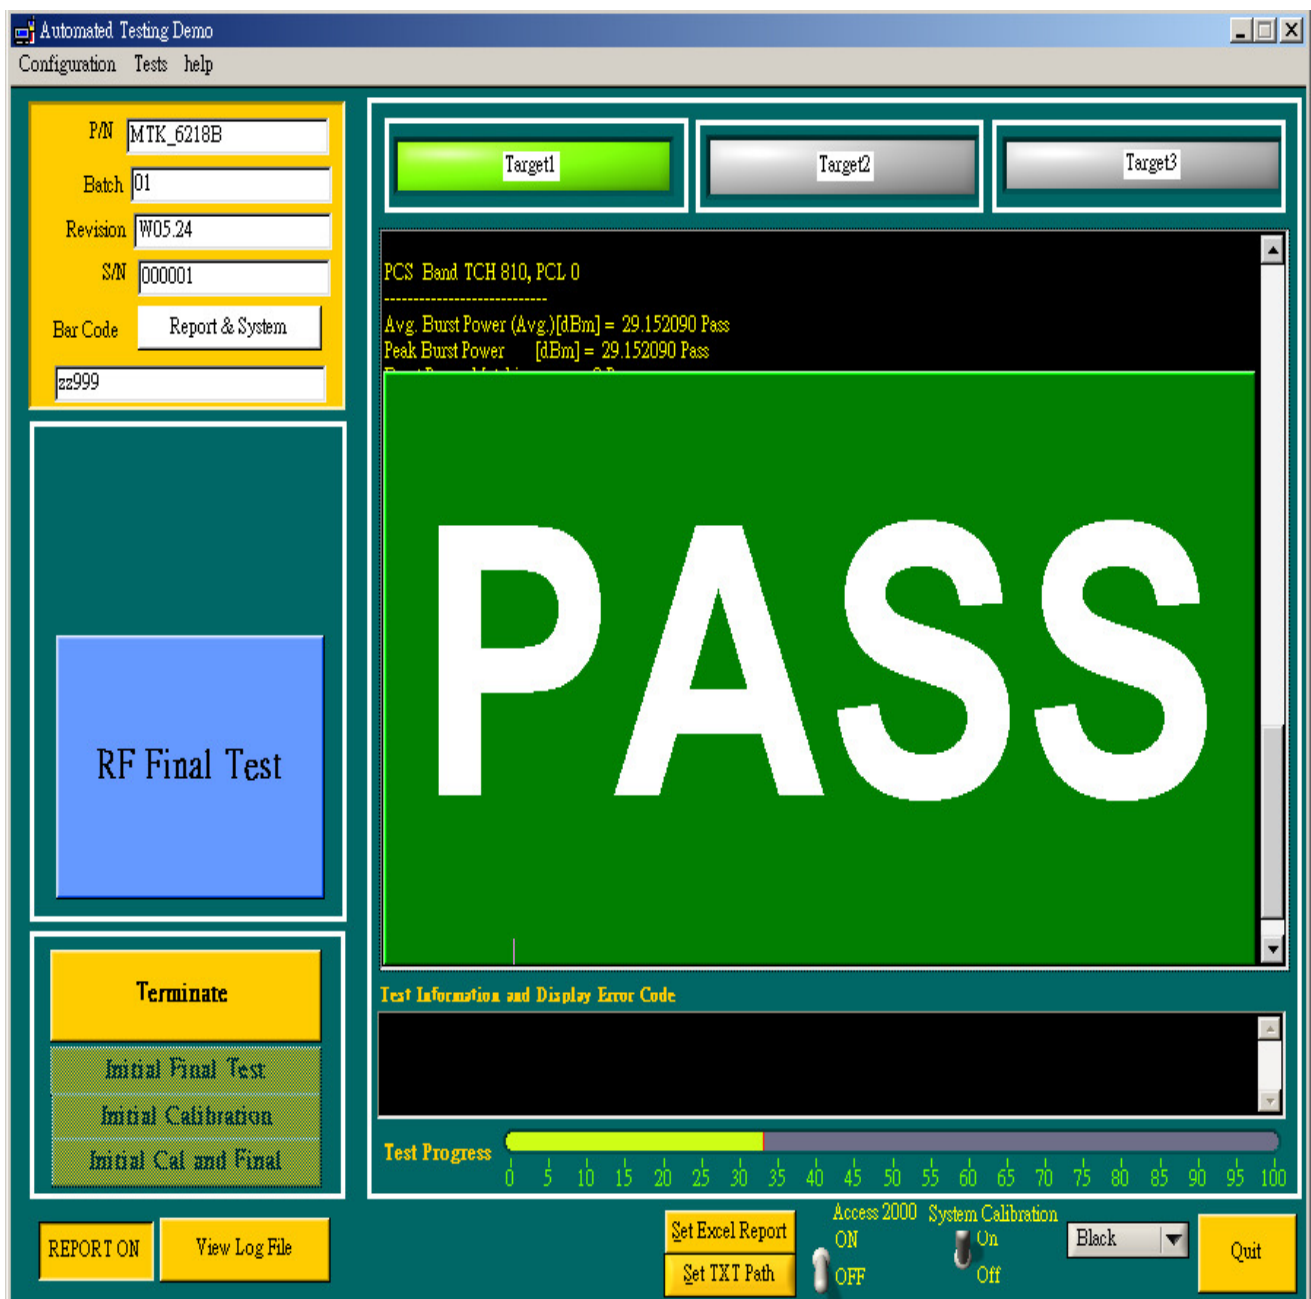 Automated Testing Demo
Configuration Tests help
P/N MTK_6218B
Batch 01
Revision W05.24
S/N 000001
Bar Code Report & System
zz999
Target1 Target2 Target3
PCS Band TCH 810, PCL 0
----------------------------
Avg. Burst Power (Avg.)[dBm] = 29.152090 Pass
Peak Burst Power [dBm] = 29.152090 Pass
PASS
RF Final Test
Terminate
Initial Final Test
Initial Calibration
Initial Cal and Final
Test Information and Display Error Code
Test Progress
0 5 10 15 20 25 30 35 40 45 50 55 60 65 70 75 80 85 90 95 100
REPORT ON
View Log File
Set Excel Report
Set TXT Path
Access 2000
ON
OFF
System Calibration
On
Off
Black
Quit